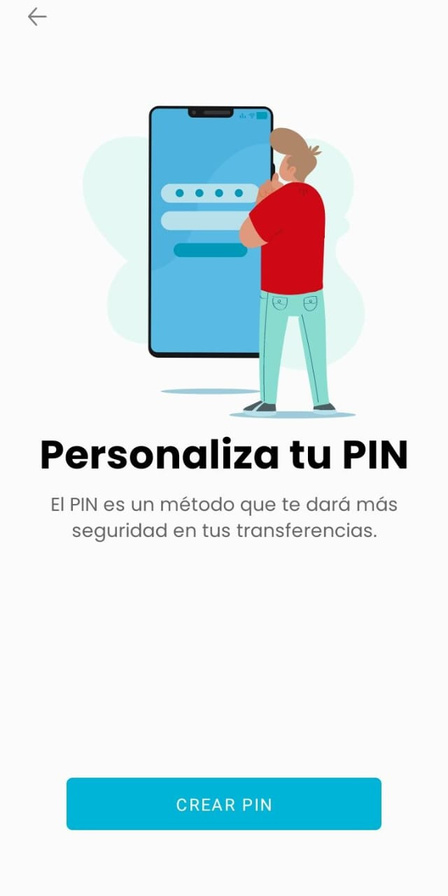 Personaliza tu PIN
El PIN es un método que te dará más
seguridad en tus transferencias.
CREAR PIN